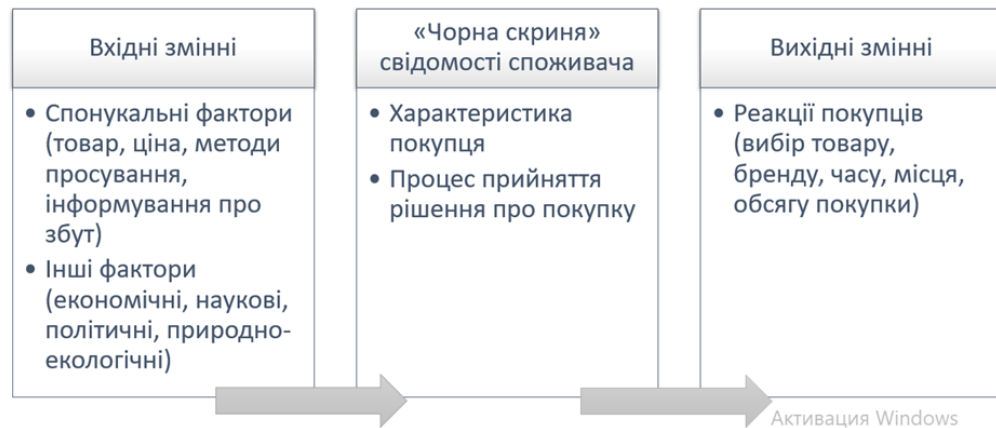 Вхідні змінні
• Спонукальні фактори
(товар, ціна, методи
просування,
інформування про
збут)
• Інші фактори
(економічні, наукові,
політичні, природно-
екологічні)
«Чорна скриня»
свідомості споживача
• Характеристика
покупця
• Процес прийняття
рішення про покупку
Вихідні змінні
• Реакції покупців
(вибір товару,
бренду, часу, місця,
обсягу покупки)
Активация Windows